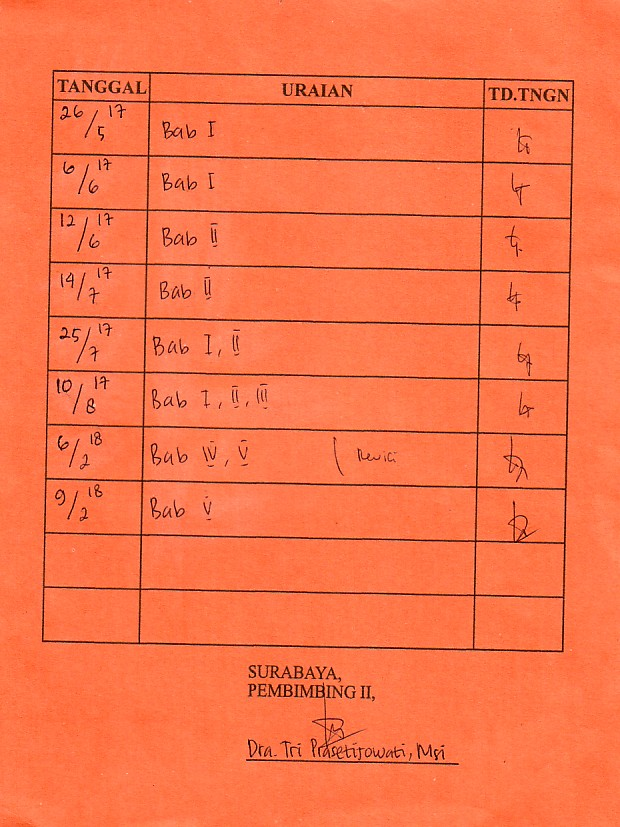 TANGGAL URAIAN TD.TNGN
26/5 17 Bab I
6/6 17 Bab I
12/6 17 Bab II
14/7 17 Bab II
25/7 17 Bab I, II
10/8 17 Bab I, II, III
6/2 18 Bab IV, V ( Revisi
9/2 18 Bab V
SURABAYA,
PEMBIMBING II,
Dra. Tri Prasetijowati, Msi